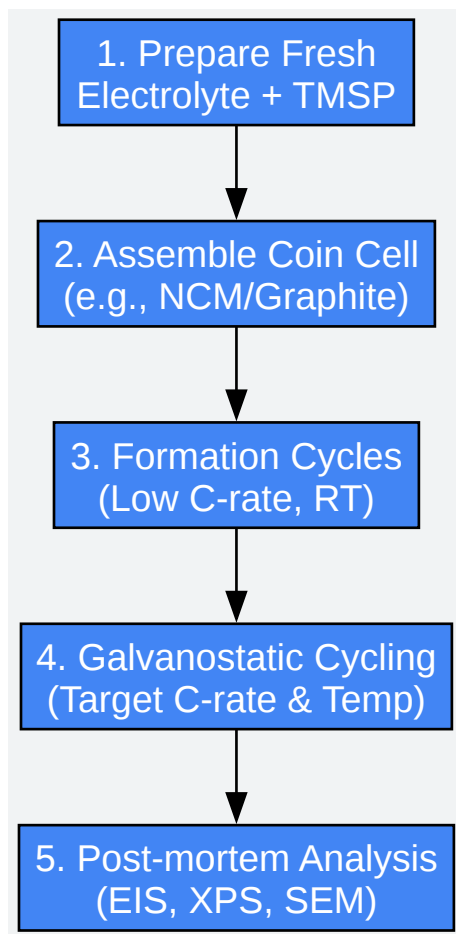 1. Prepare Fresh
Electrolyte + TMSP
2. Assemble Coin Cell
(e.g., NCM/Graphite)
3. Formation Cycles
(Low C-rate, RT)
4. Galvanostatic Cycling
(Target C-rate & Temp)
5. Post-mortem Analysis
(EIS, XPS, SEM)